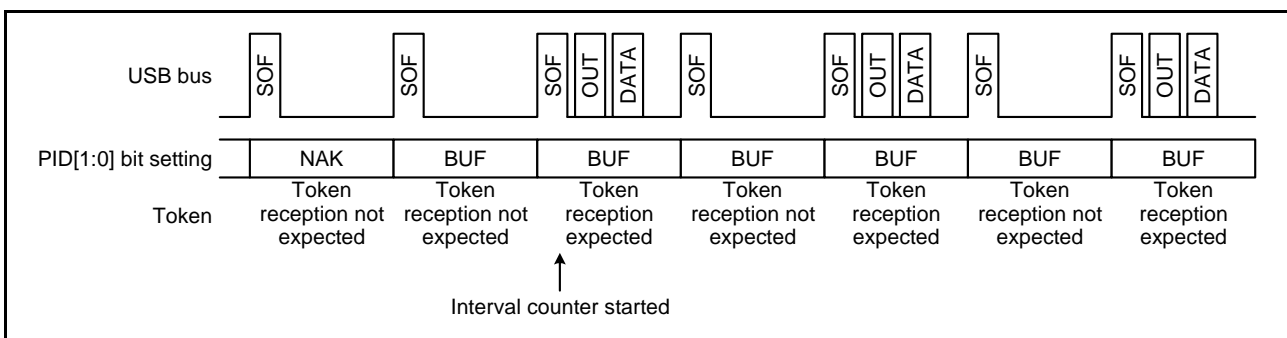 USB bus
SOF
SOF
SOF
OUT
DATA
SOF
SOF
OUT
DATA
SOF
SOF
OUT
DATA
PID[1:0] bit setting
NAK
BUF
BUF
BUF
BUF
BUF
BUF
Token
Token
reception not
expected
Token
reception not
expected
Token
reception
expected
Token
reception not
expected
Token
reception
expected
Token
reception not
expected
Token
reception
expected
Interval counter started